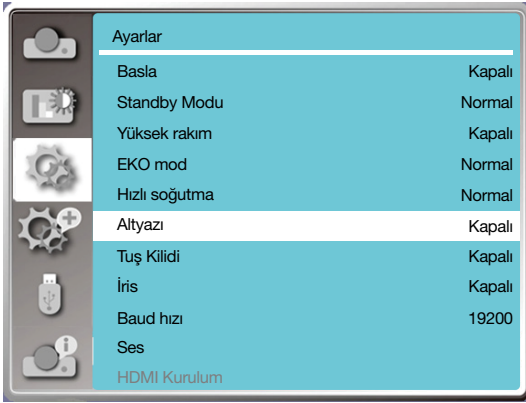 Ayarlar
Basla Kapalı
Standby Modu Normal
Yüksek rakım Kapalı
EKO mod Normal
Hızlı soğutma Normal
Altyazı Kapalı
Tuş Kilidi Kapalı
İris Kapalı
Baud hızı 19200
Ses
HDMI Kurulum